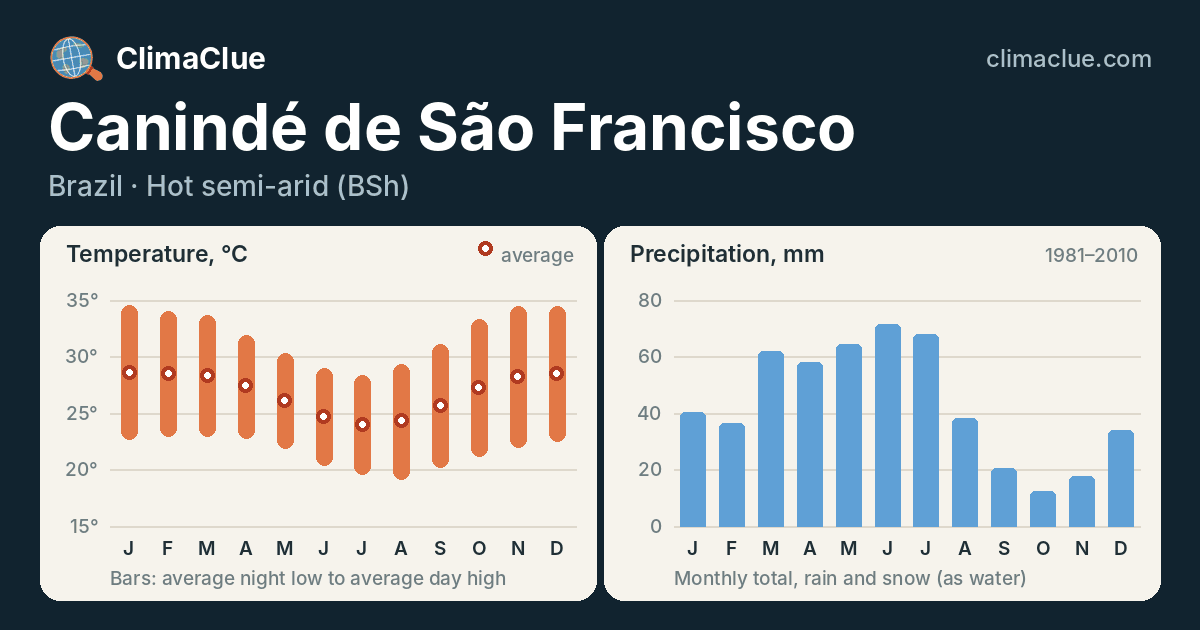 ClimaClue
climaclue.com
Canindé de São Francisco
Brazil · Hot semi-arid (BSh)
Temperature, °C
average
35°
30°
25°
20°
15°
J F M A M J J A S O N D
Bars: average night low to average day high
Precipitation, mm
1981–2010
80
60
40
20
0
J F M A M J J A S O N D
Monthly total, rain and snow (as water)